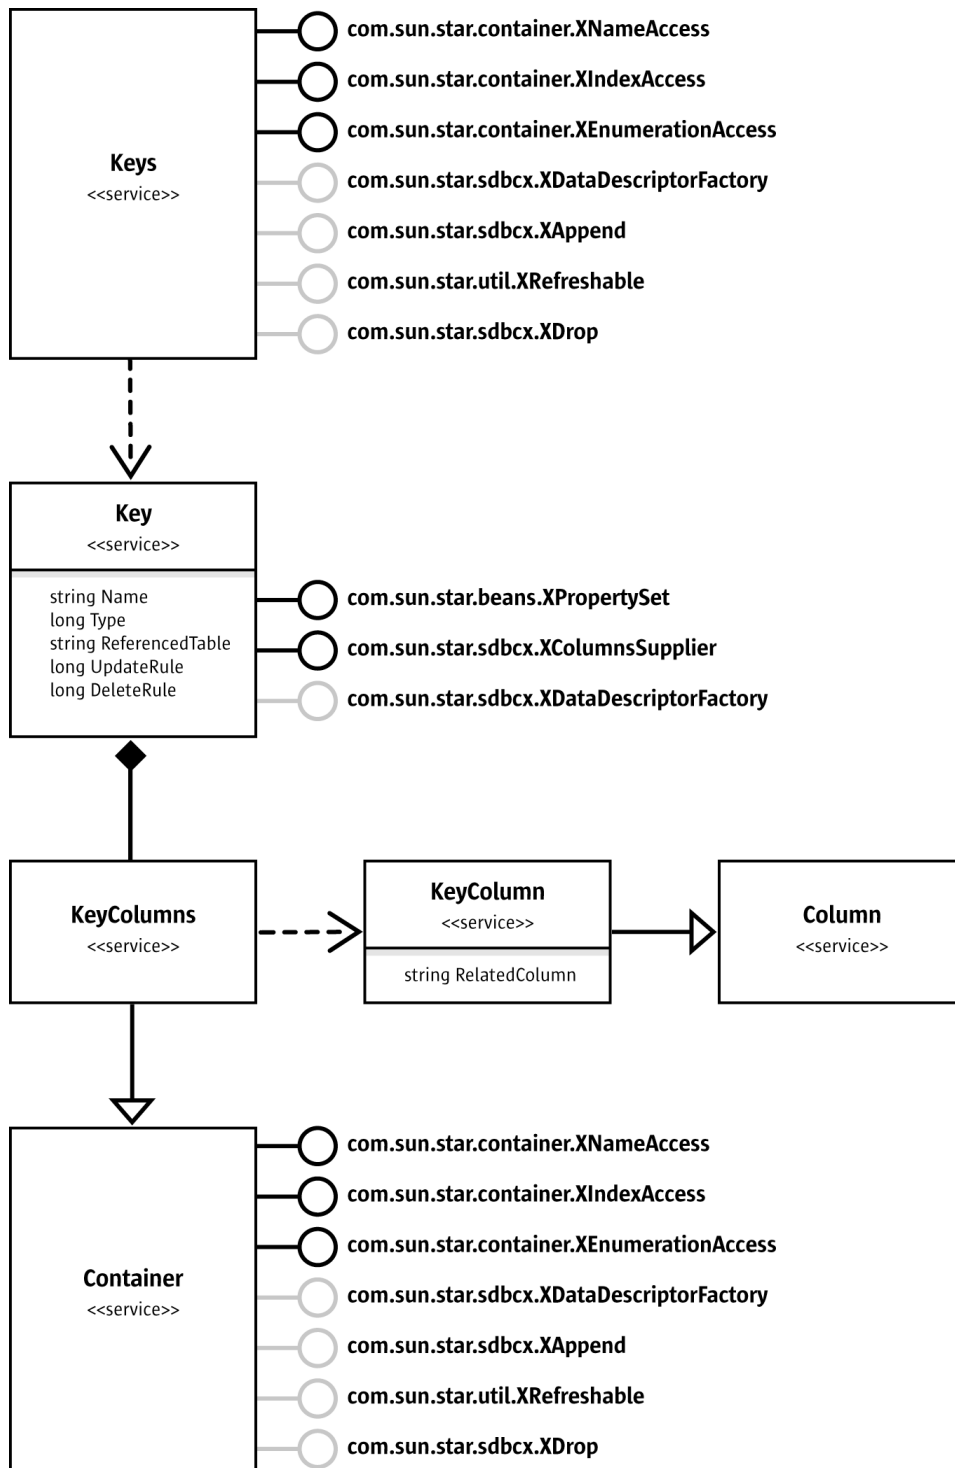 com.sun.star.container.XNameAccess
com.sun.star.container.XIndexAccess
com.sun.star.container.XEnumerationAccess
Keys
<<service>>
com.sun.star.sdbcx.XDataDescriptorFactory
com.sun.star.sdbcx.XAppend
com.sun.star.util.XRefreshable
com.sun.star.sdbcx.XDrop
Key
<<service>>
string Name
long Type
string ReferencedTable
long UpdateRule
long DeleteRule
com.sun.star.beans.XPropertySet
com.sun.star.sdbcx.XColumnsSupplier
com.sun.star.sdbcx.XDataDescriptorFactory
KeyColumns
<<service>>
KeyColumn
<<service>>
string RelatedColumn
Column
<<service>>
com.sun.star.container.XNameAccess
com.sun.star.container.XIndexAccess
com.sun.star.container.XEnumerationAccess
Container
<<service>>
com.sun.star.sdbcx.XDataDescriptorFactory
com.sun.star.sdbcx.XAppend
com.sun.star.util.XRefreshable
com.sun.star.sdbcx.XDrop